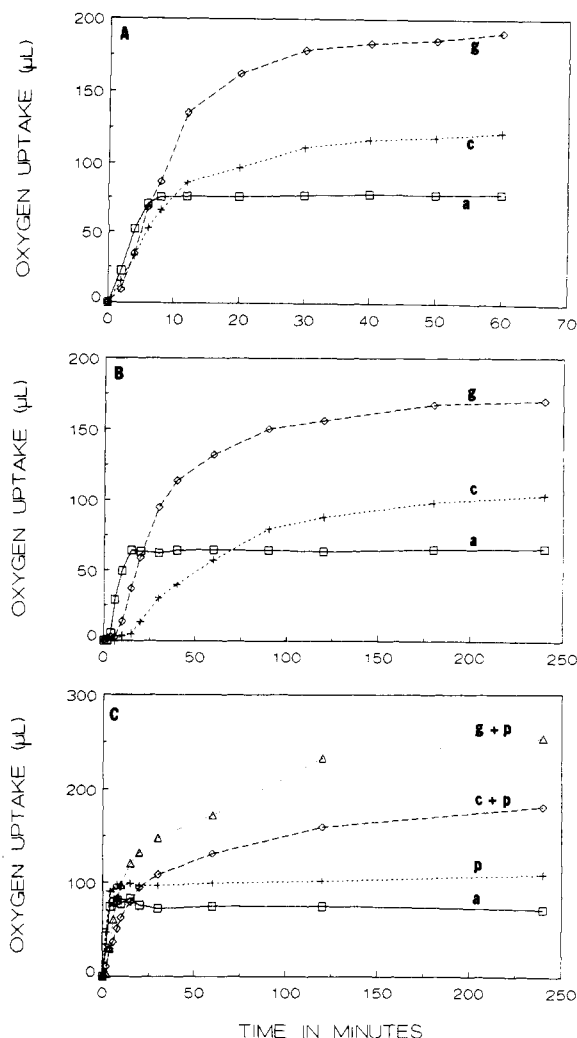 200
A
g
150
c
100
a
50
0
0 10 20 30 40 50 60 70
OXYGEN UPTAKE (µL)
200
B
g
150
c
100
a
50
0
0 50 100 150 200 250
OXYGEN UPTAKE (µL)
300
C
g + p
200
c + p
p
100
a
0
0 50 100 150 200 250
OXYGEN UPTAKE (µL)
TIME IN MINUTES